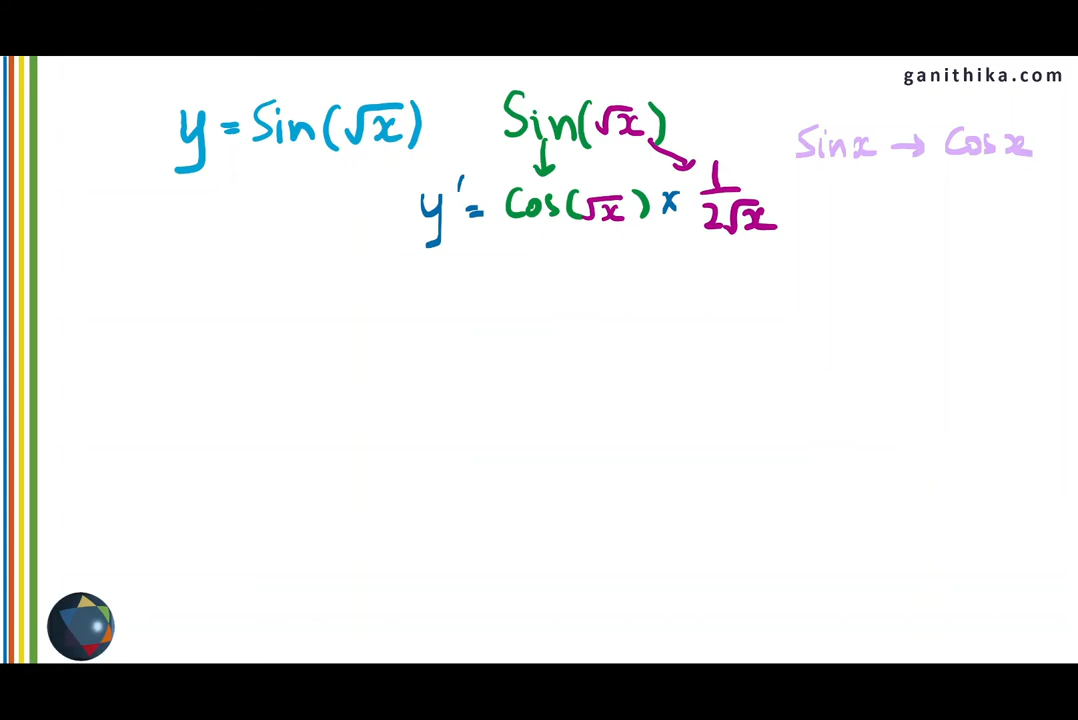 ganithika.com
y = Sin(√x) Sin(√x) Sinx → Cosx
y' = Cos(√x) × 1/2√x